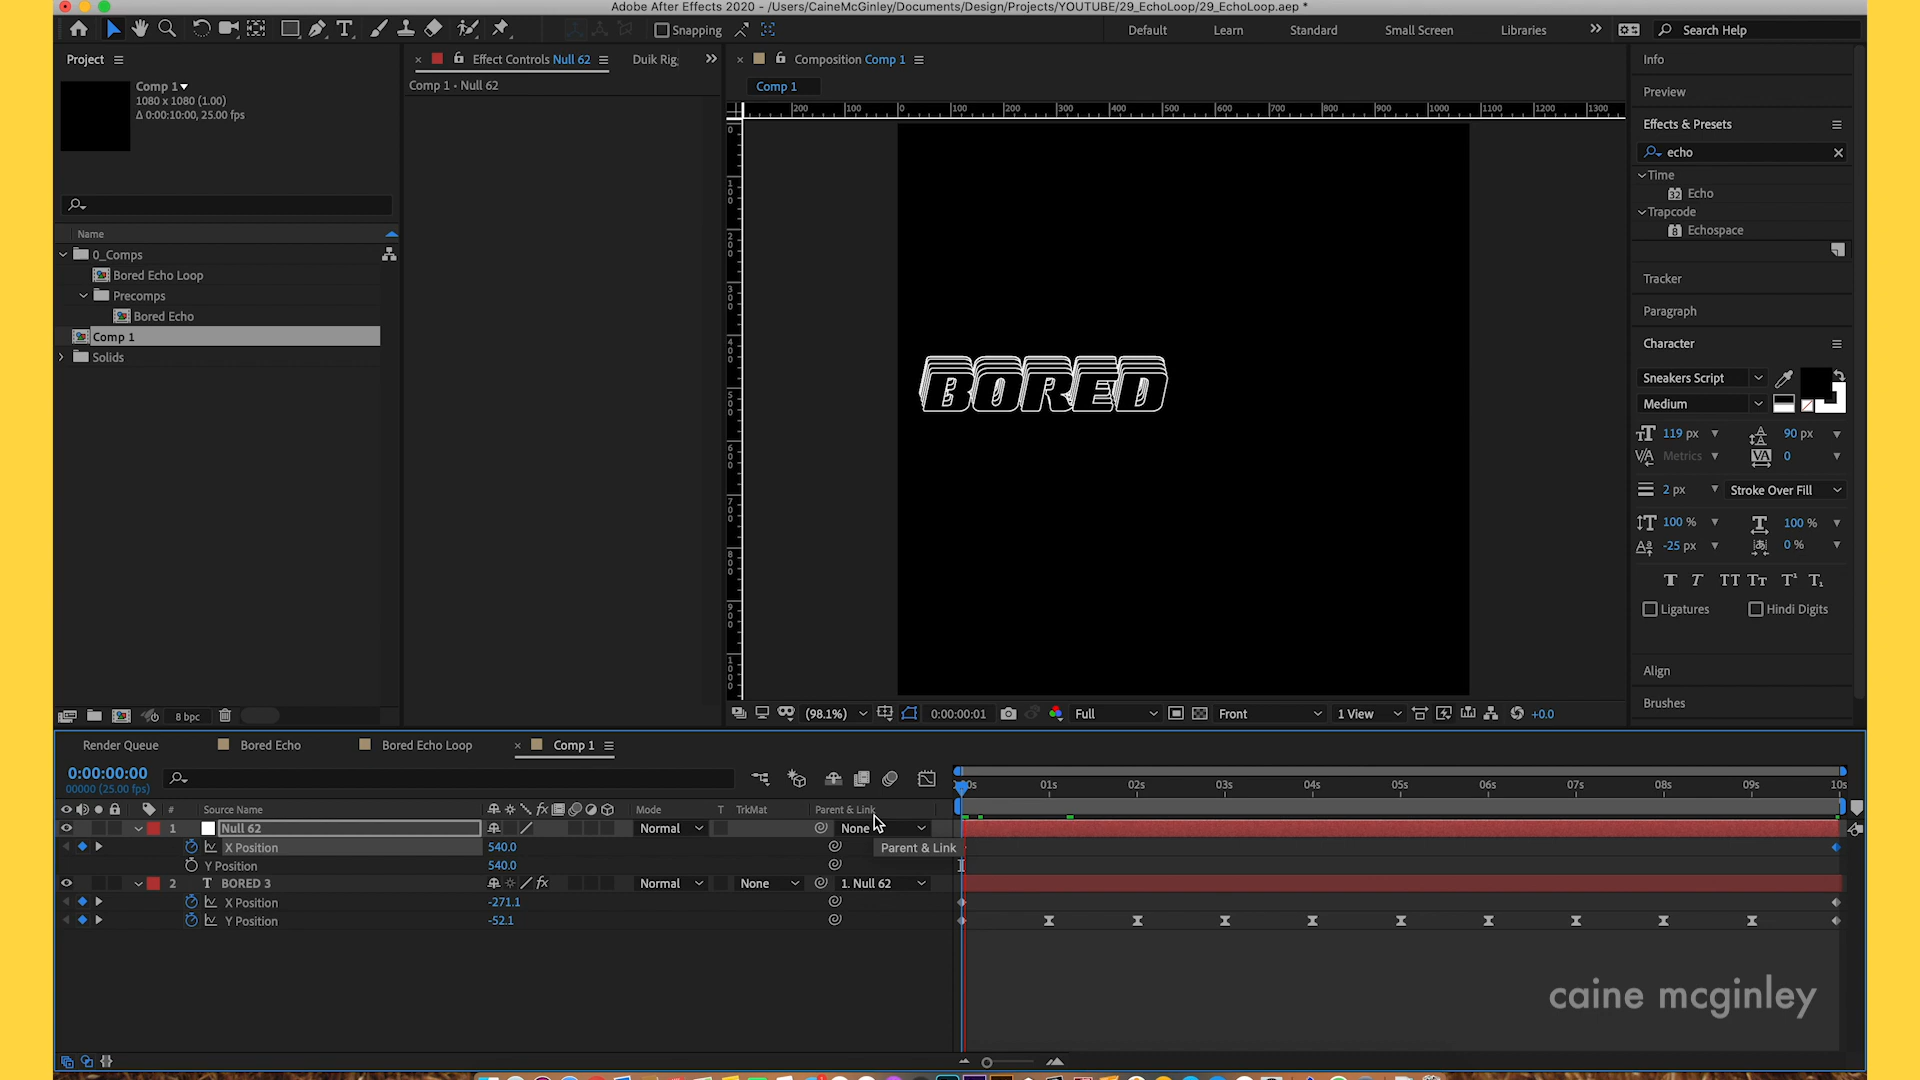 Adobe After Effects 2020 - /Users/CaineMcGinley/Documents/Design/Projects/YOUTUBE/29_EchoLoop/29_EchoLoop.aep *
Snapping
Default
Learn
Standard
Small Screen
Libraries
Search Help
Project
Effect Controls Null 62
Duik Rig
Composition Comp 1
Info
Comp 1
1080 x 1080 (1.00)
Δ 0:00:10:00, 25.00 fps
Comp 1 • Null 62
Comp 1
Preview
Effects & Presets
echo
Time
Echo
Trapcode
Echospace
Tracker
Paragraph
Character
Sneakers Script
Medium
119 px
90 px
Metrics
0
2 px
Stroke Over Fill
100 %
100 %
-25 px
0 %
Ligatures
Hindi Digits
Align
Brushes
Name
0_Comps
Bored Echo Loop
Precomps
Bored Echo
Comp 1
Solids
BORED
8 bpc
(98.1%)
0:00:00:01
Full
Front
1 View
+0.0
Render Queue
Bored Echo
Bored Echo Loop
Comp 1
0:00:00:00
00000 (25.00 fps)
01s
02s
03s
04s
05s
06s
07s
08s
09s
10s
#
Source Name
Mode
T
TrkMat
Parent & Link
1
Null 62
Normal
None
X Position
540.0
Parent & Link
Y Position
540.0
2
T
BORED 3
Normal
None
1. Null 62
X Position
-271.1
Y Position
-52.1
caine mcginley